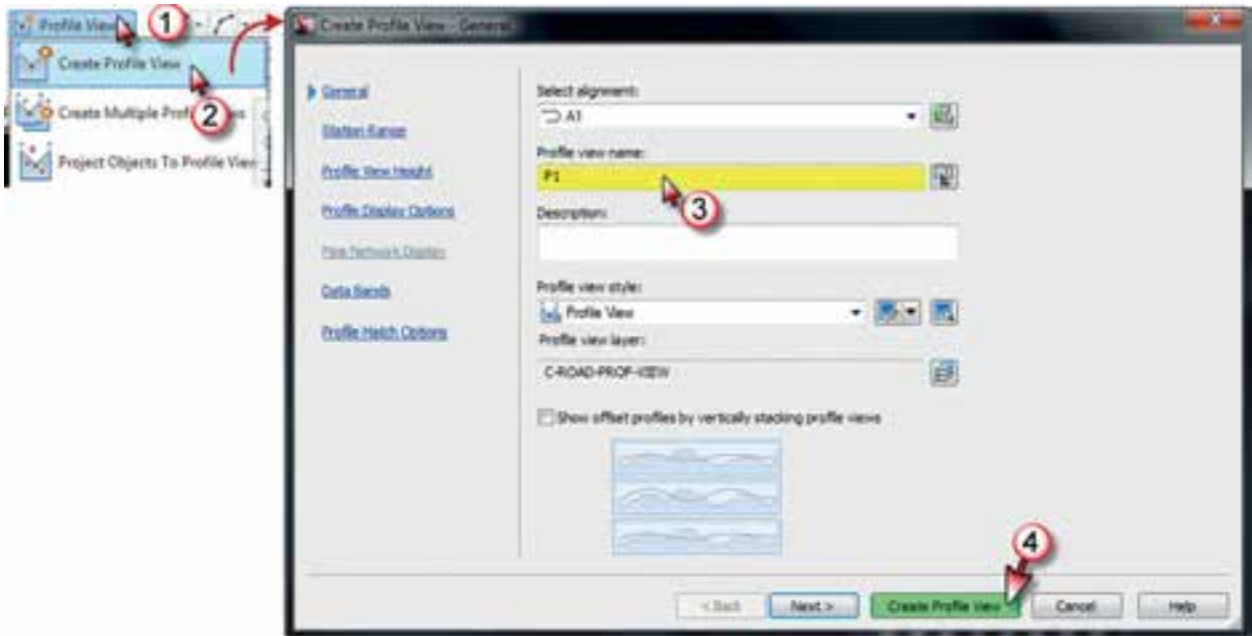 Profile View
1
Create Profile View
2
Create Multiple Prof
Project Objects To Profile View
Create Profile View - General
General
Station Range
Profile View Height
Profile Display Options
Pipe Network Display
Data Bands
Profile Hatch Options
Select alignment:
A1
Profile view name:
P1
3
Description:
Profile view style:
Profile View
Profile view layer:
C-ROAD-PROF-VIEW
Show offset profiles by vertically stacking profile views
4
< Back
Next >
Create Profile View
Cancel
Help